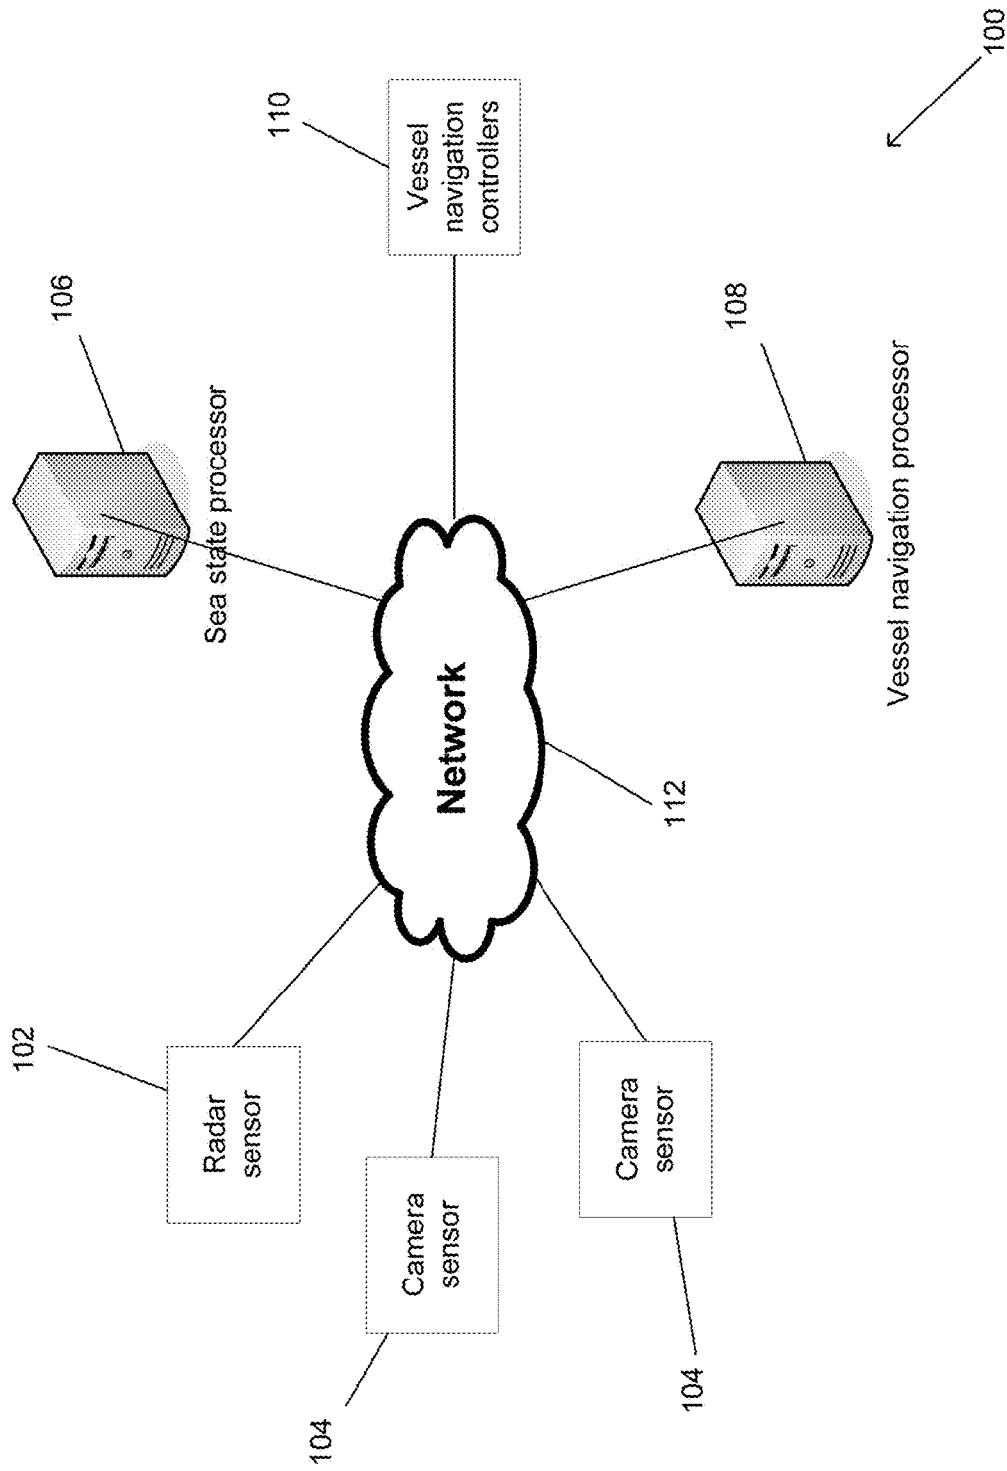 102
Radar
sensor
106
Sea state processor
104
Camera
sensor
Network
110
Vessel
navigation
controllers
104
Camera
sensor
112
108
Vessel navigation processor
100